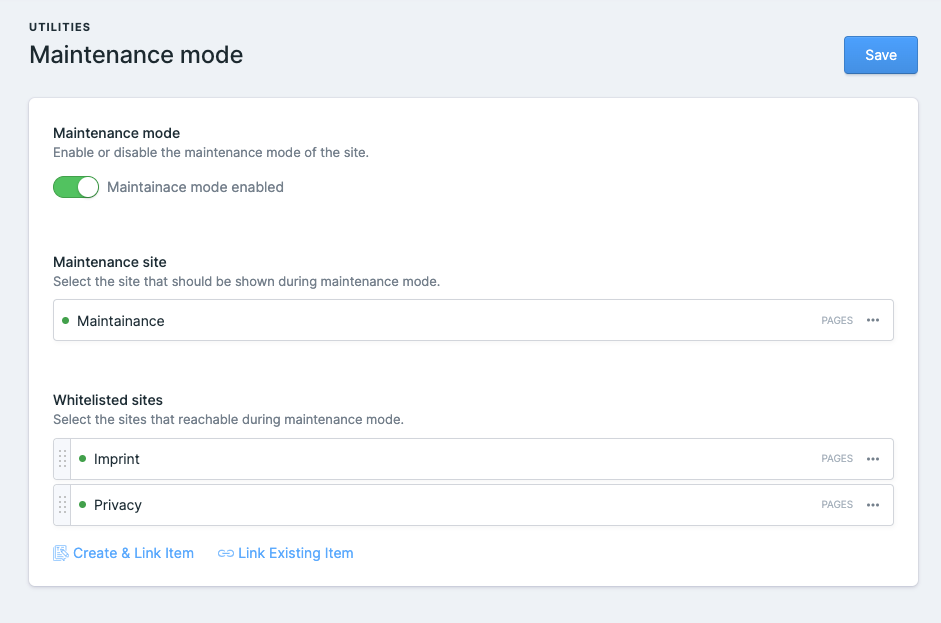 UTILITIES
Maintenance mode
Save
Maintenance mode
Enable or disable the maintenance mode of the site.
Maintainace mode enabled
Maintenance site
Select the site that should be shown during maintenance mode.
Maintainance PAGES
Whitelisted sites
Select the sites that reachable during maintenance mode.
Imprint PAGES
Privacy PAGES
Create & Link Item Link Existing Item